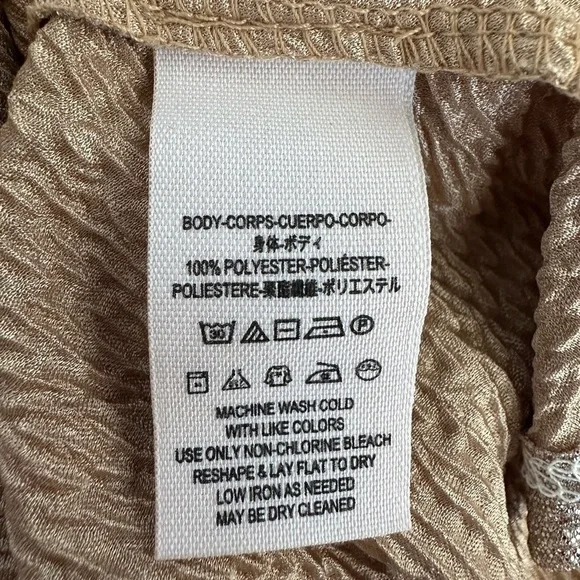 BODY-CORPS-CUERPO-CORPO-
身体-ボディ
100% POLYESTER-POLIÉSTER-
POLIESTERE-聚酯纖維-ポリエステル
30 P
MACHINE WASH COLD
WITH LIKE COLORS
USE ONLY NON-CHLORINE BLEACH
RESHAPE & LAY FLAT TO DRY
LOW IRON AS NEEDED
MAY BE DRY CLEANED